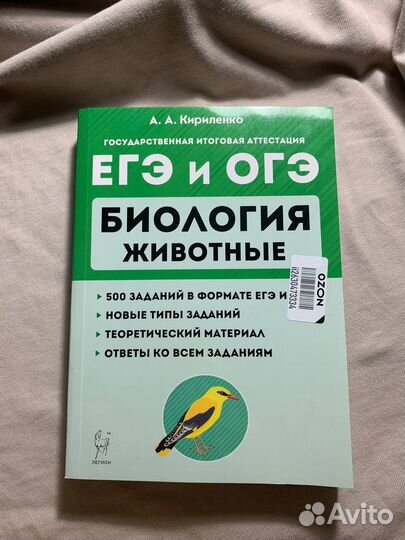 А. А. Кириленко
ГОСУДАРСТВЕННАЯ ИТОГОВАЯ АТТЕСТАЦИЯ
ЕГЭ и ОГЭ
БИОЛОГИЯ
ЖИВОТНЫЕ
500 ЗАДАНИЙ В ФОРМАТЕ ЕГЭ И
НОВЫЕ ТИПЫ ЗАДАНИЙ
ТЕОРЕТИЧЕСКИЙ МАТЕРИАЛ
ОТВЕТЫ КО ВСЕМ ЗАДАНИЯМ
OZON
ЛЕГИОН
Avito